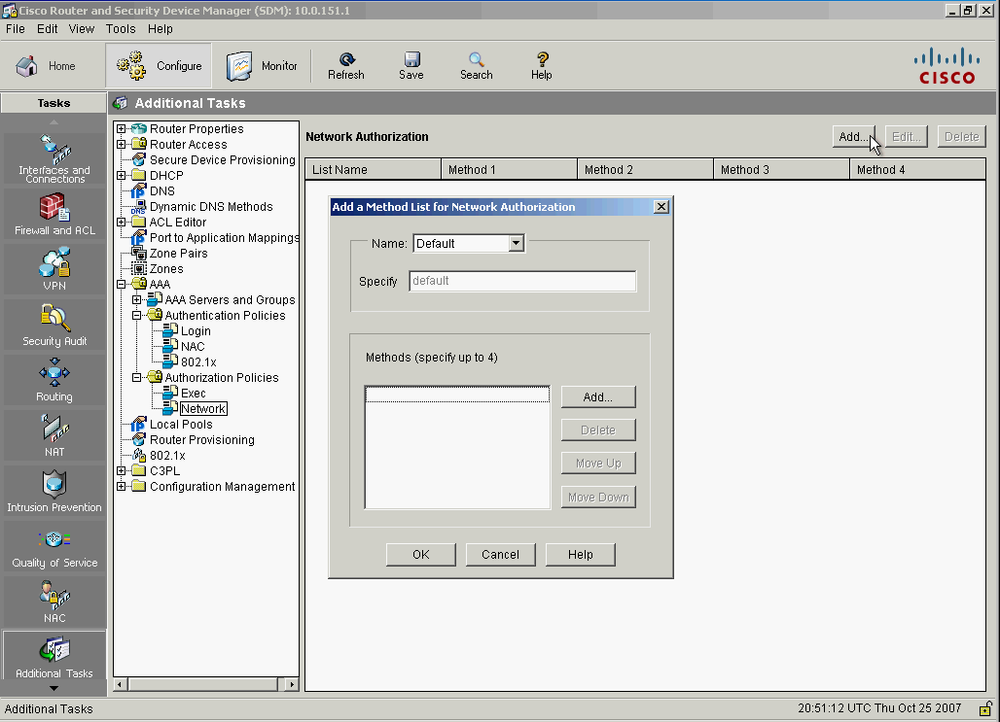 Cisco Router and Security Device Manager (SDM): 10.0.151.1
File Edit View Tools Help
Home Configure Monitor Refresh Save Search Help
CISCO
Tasks
Additional Tasks
Interfaces and
Connections
Firewall and ACL
VPN
Security Audit
Routing
NAT
Intrusion Prevention
Quality of Service
NAC
Additional Tasks
Router Properties
Router Access
Secure Device Provisioning
DHCP
DNS
Dynamic DNS Methods
ACL Editor
Port to Application Mappings
Zone Pairs
Zones
AAA
AAA Servers and Groups
Authentication Policies
Login
NAC
802.1x
Authorization Policies
Exec
Network
Local Pools
Router Provisioning
802.1x
C3PL
Configuration Management
Network Authorization
Add... Edit... Delete
List Name Method 1 Method 2 Method 3 Method 4
Add a Method List for Network Authorization
Name: Default
Specify default
Methods (specify up to 4)
Add...
Delete
Move Up
Move Down
OK Cancel Help
Additional Tasks
20:51:12 UTC Thu Oct 25 2007